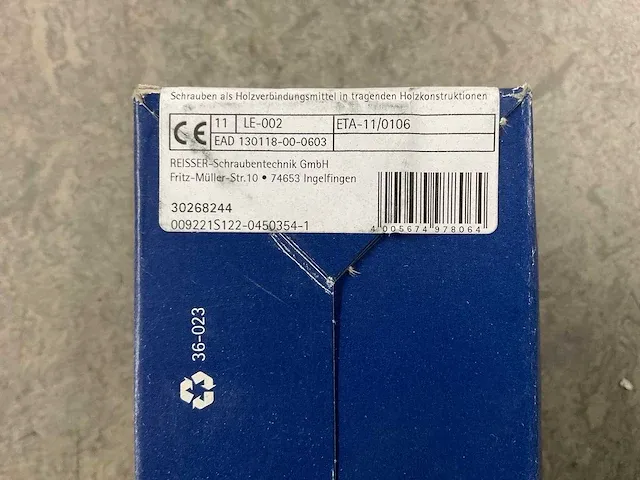 Schrauben als Holzverbindungsmittel in tragenden Holzkonstruktionen
CE 11 LE-002 ETA-11/0106
EAD 130118-00-0603
REISSER-Schraubentechnik GmbH
Fritz-Müller-Str.10 • 74653 Ingelfingen
30268244
009221S122-0450354-1
4 005674 978064
36-023